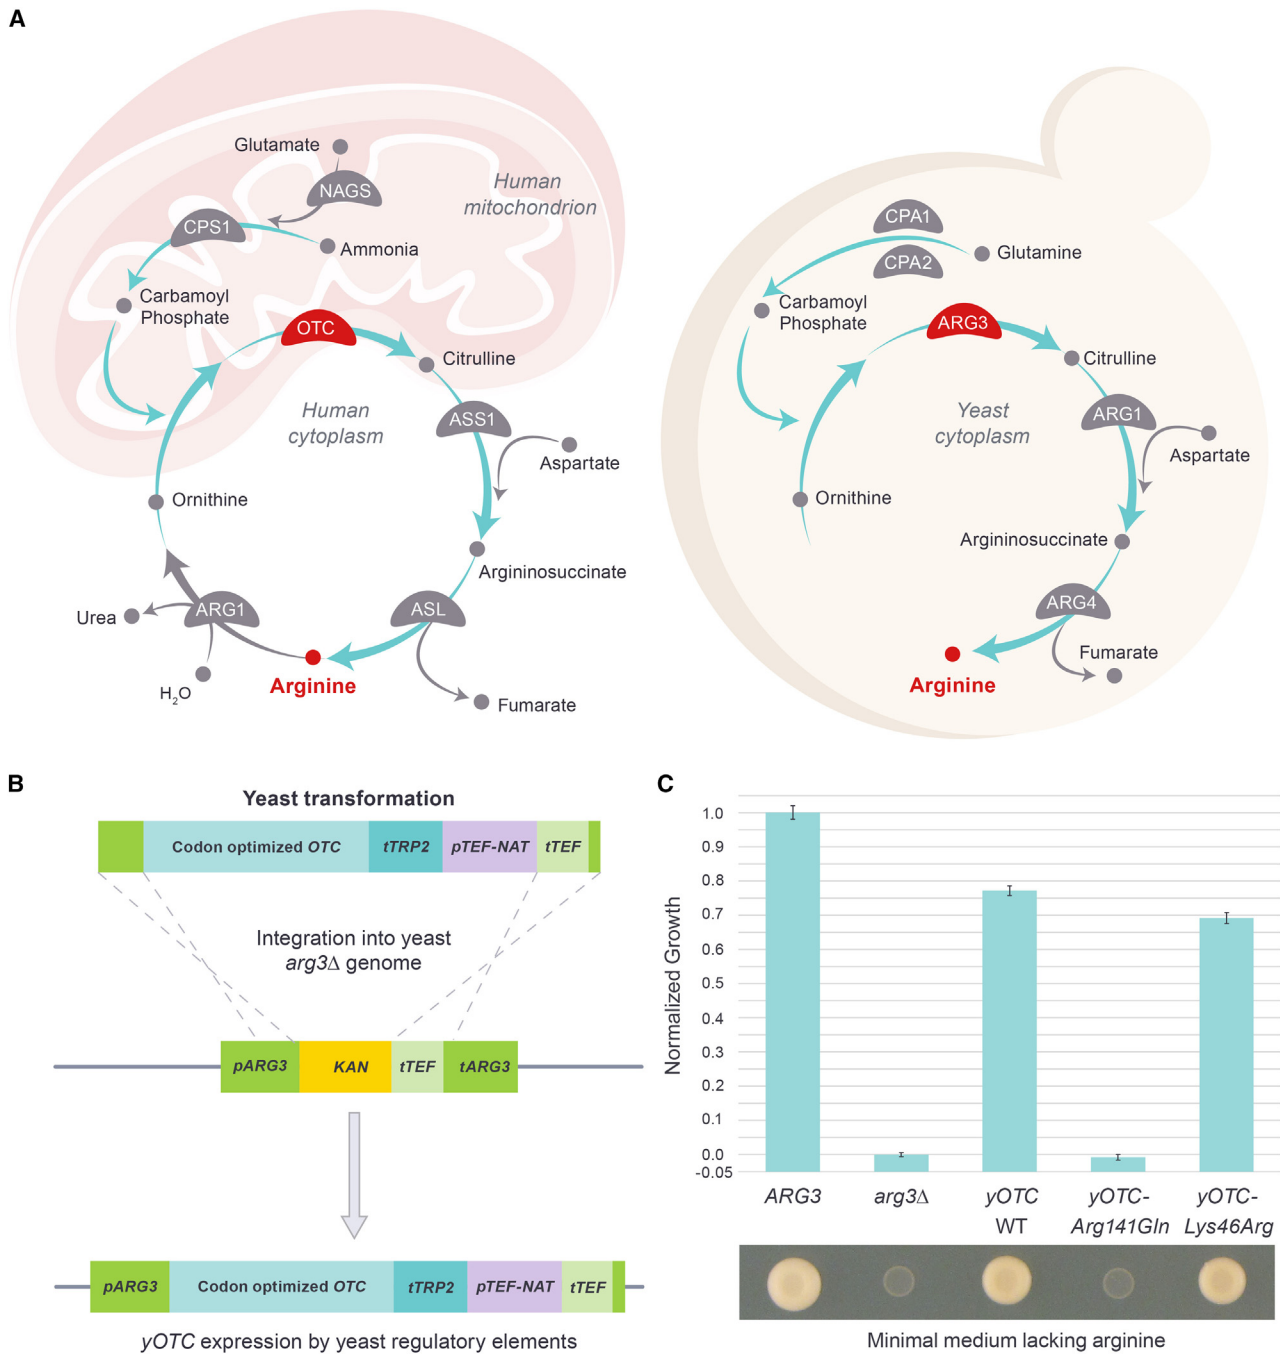 A
Glutamate
NAGS
Human
mitochondrion
CPS1
Ammonia
Carbamoyl
Phosphate
OTC
Citrulline
Human
cytoplasm
ASS1
Aspartate
Ornithine
Argininosuccinate
Urea
ARG1
ASL
H2O
Arginine
Fumarate
CPA1
CPA2
Glutamine
Carbamoyl
Phosphate
ARG3
Citrulline
Yeast
cytoplasm
ARG1
Aspartate
Ornithine
Argininosuccinate
ARG4
Fumarate
Arginine
B
Yeast transformation
Codon optimized OTC tTRP2 pTEF-NAT tTEF
Integration into yeast
arg3Δ genome
pARG3 KAN tTEF tARG3
pARG3 Codon optimized OTC tTRP2 pTEF-NAT tTEF
yOTC expression by yeast regulatory elements
C
Normalized Growth
1.0
0.9
0.8
0.7
0.6
0.5
0.4
0.3
0.2
0.1
0.0
-0.05
ARG3 arg3Δ yOTC yOTC- yOTC-
WT Arg141Gln Lys46Arg
Minimal medium lacking arginine